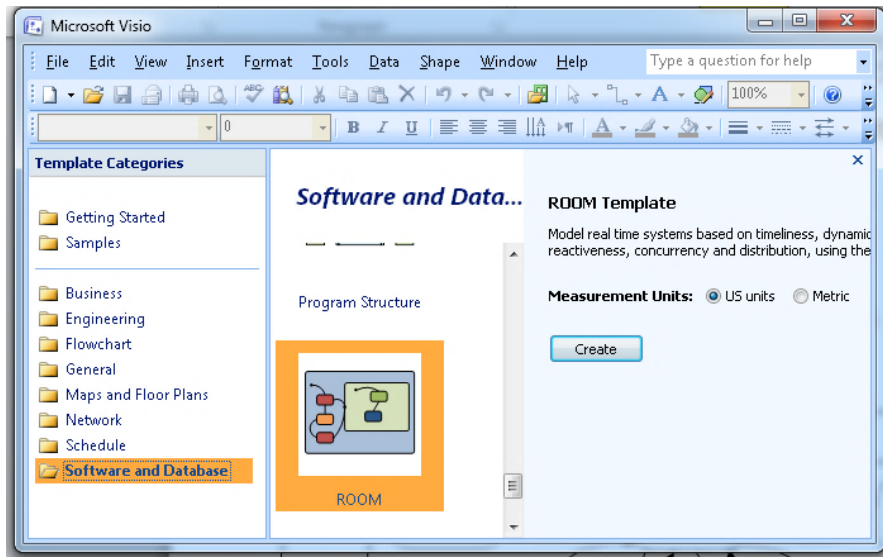 Microsoft Visio
File Edit View Insert Format Tools Data Shape Window Help Type a question for help
ABC 100%
0 B I U A
Template Categories
Getting Started
Samples
Business
Engineering
Flowchart
General
Maps and Floor Plans
Network
Schedule
Software and Database
Software and Data...
Program Structure
ROOM
ROOM Template
Model real time systems based on timeliness, dynamic
reactiveness, concurrency and distribution, using the
Measurement Units: US units Metric
Create